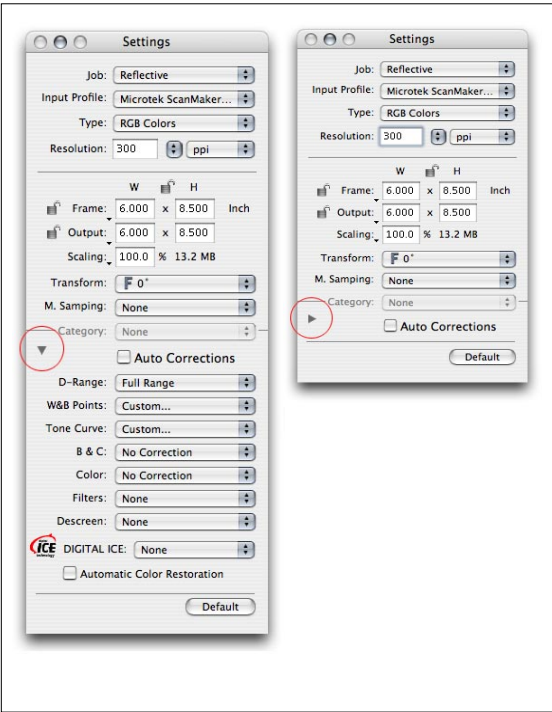 Settings
Job: Reflective
Input Profile: Microtek ScanMaker...
Type: RGB Colors
Resolution: 300 ppi
W H
Frame: 6.000 x 8.500 Inch
Output: 6.000 x 8.500
Scaling: 100.0 % 13.2 MB
Transform: F 0°
M. Sampling: None
Category: None
Auto Corrections
D-Range: Full Range
W&B Points: Custom...
Tone Curve: Custom...
B & C: No Correction
Color: No Correction
Filters: None
Descreen: None
ICE DIGITAL ICE: None
Automatic Color Restoration
Default
Settings
Job: Reflective
Input Profile: Microtek ScanMaker...
Type: RGB Colors
Resolution: 300 ppi
W H
Frame: 6.000 x 8.500 Inch
Output: 6.000 x 8.500
Scaling: 100.0 % 13.2 MB
Transform: F 0°
M. Sampling: None
Category: None
Auto Corrections
Default